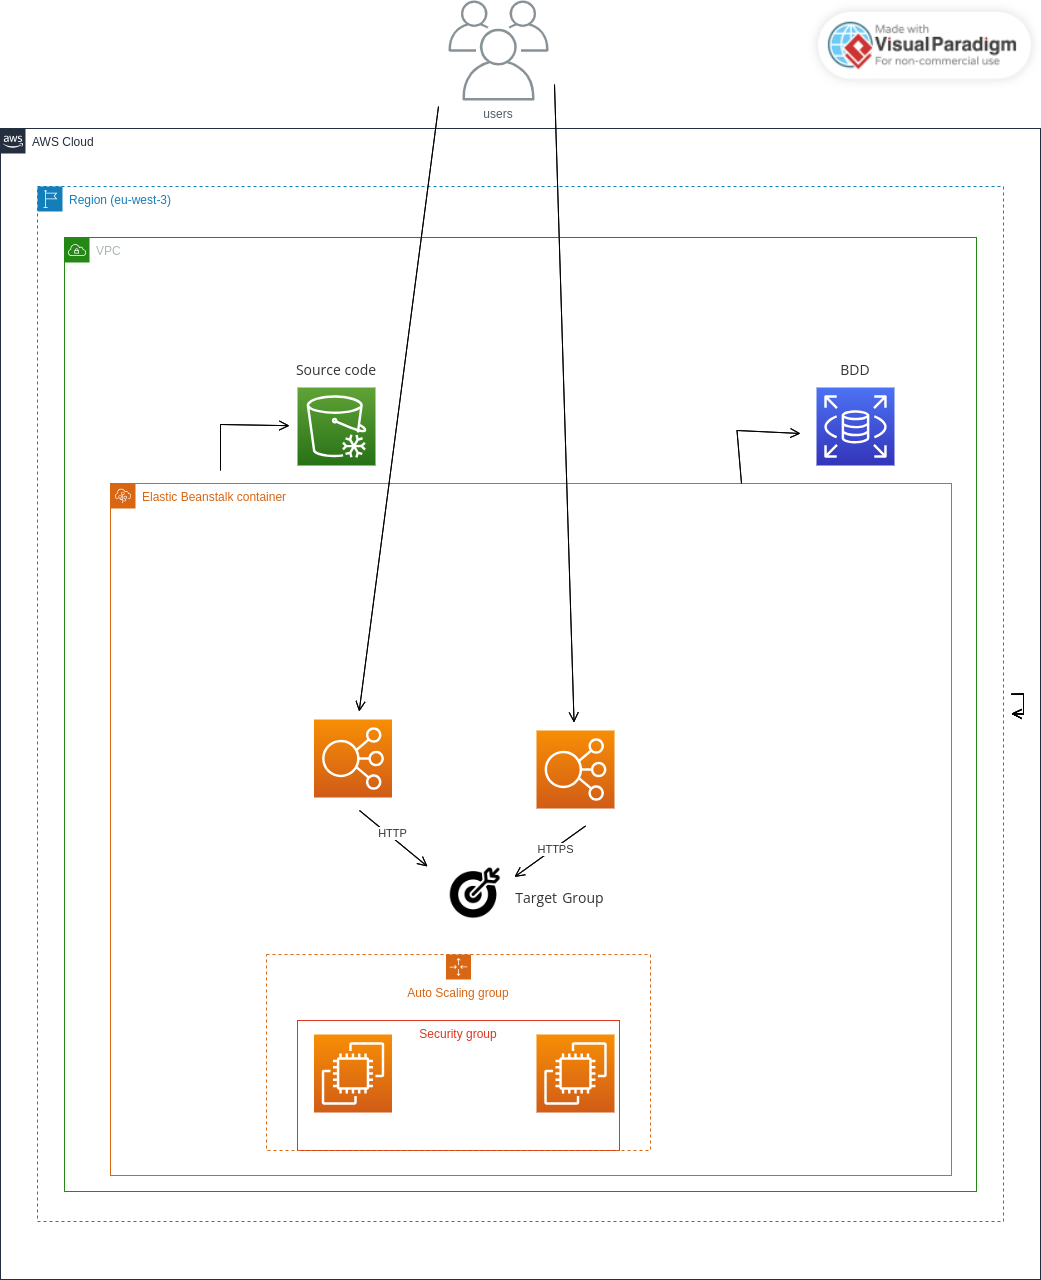 Made with
Visual Paradigm
For non-commercial use
users
aws
AWS Cloud
Region (eu-west-3)
VPC
Source code
BDD
Elastic Beanstalk container
HTTP
HTTPS
Target Group
Auto Scaling group
Security group